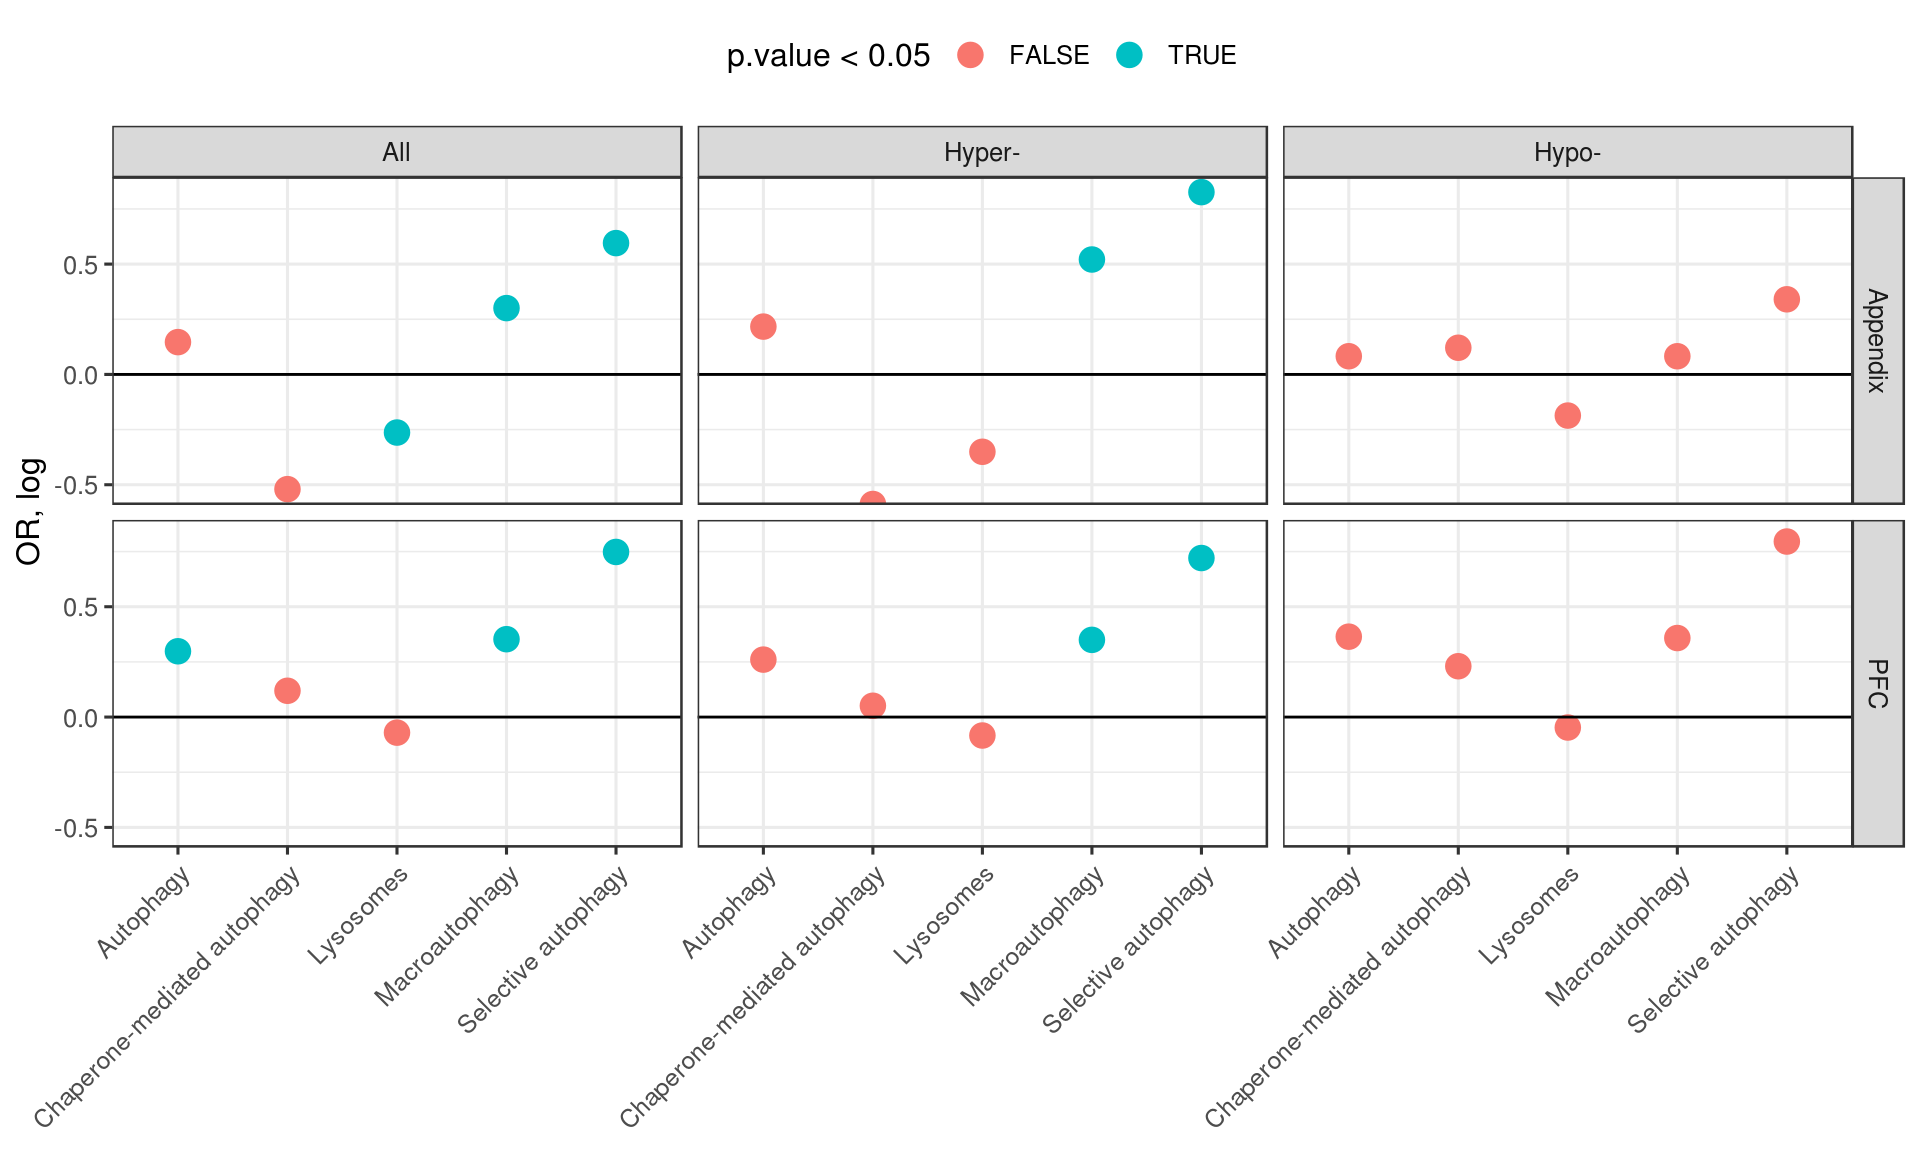 p.value < 0.05 FALSE TRUE
All Hyper- Hypo-
OR, log
0.5
0.0
-0.5
Appendix
0.5
0.0
-0.5
PFC
Autophagy
Chaperone-mediated autophagy
Lysosomes
Macroautophagy
Selective autophagy
Autophagy
Chaperone-mediated autophagy
Lysosomes
Macroautophagy
Selective autophagy
Autophagy
Chaperone-mediated autophagy
Lysosomes
Macroautophagy
Selective autophagy